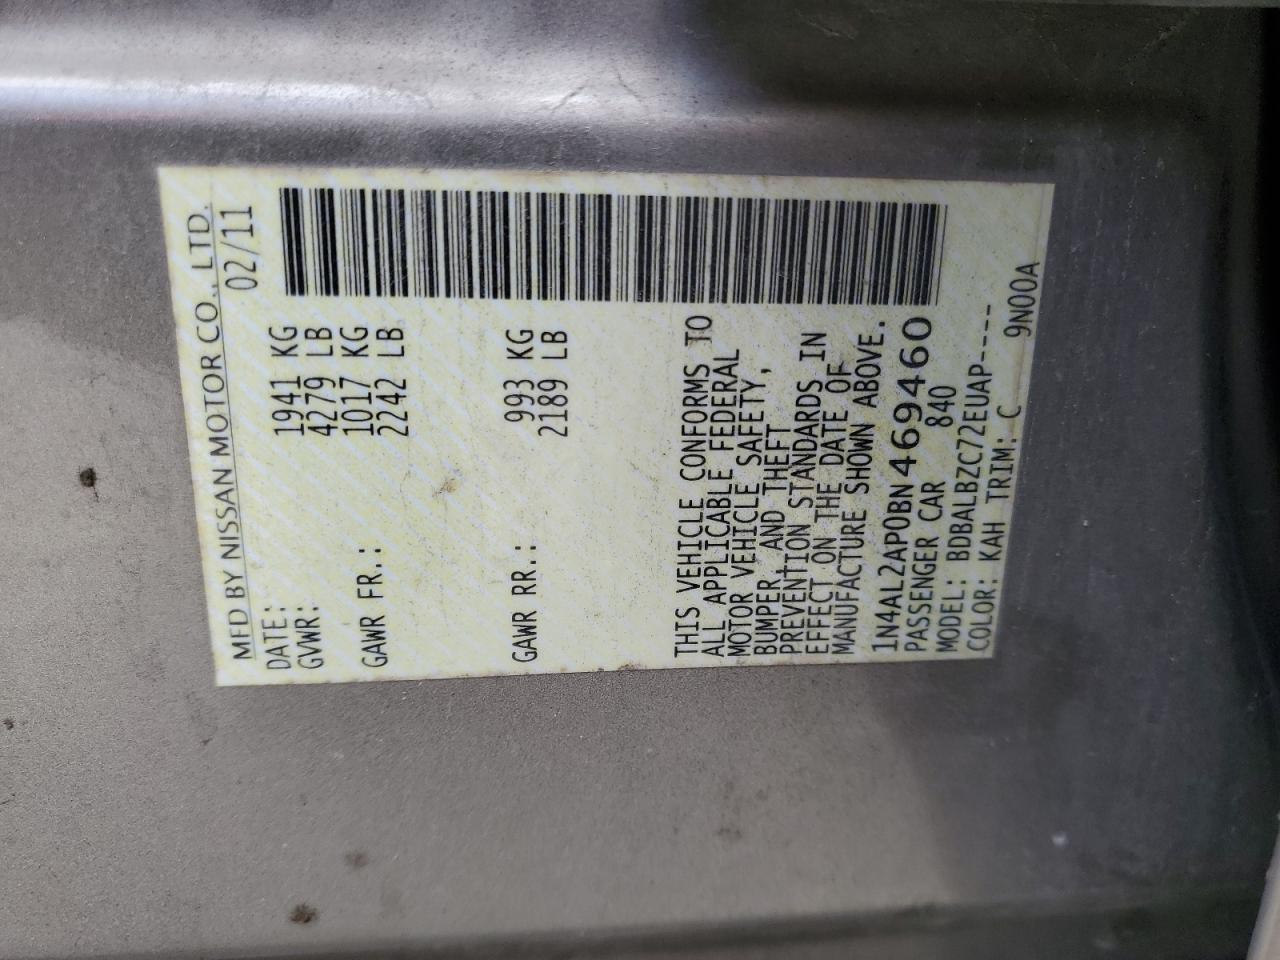 MFD BY NISSAN MOTOR CO., LTD.
DATE: 02/11
GVWR: 1941 KG
4279 LB
GAWR FR.: 1017 KG
2242 LB
GAWR RR.: 993 KG
2189 LB
THIS VEHICLE CONFORMS TO
ALL APPLICABLE FEDERAL
MOTOR VEHICLE SAFETY,
BUMPER, AND THEFT
PREVENTION STANDARDS IN
EFFECT ON THE DATE OF
MANUFACTURE SHOWN ABOVE.
1N4AL2AP0BN469460
PASSENGER CAR 840
MODEL: BDBALBZC72EUAP----
COLOR: KAH TRIM: C 9N00A